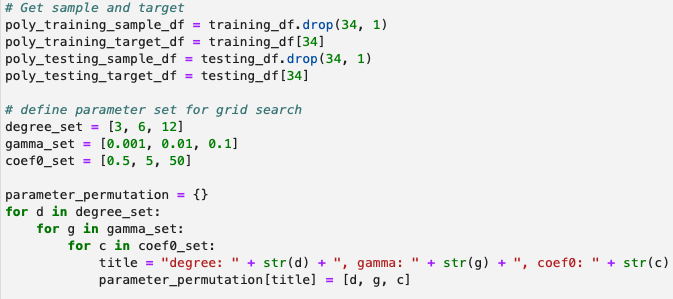 # Get sample and target
poly_training_sample_df = training_df.drop(34, 1)
poly_training_target_df = training_df[34]
poly_testing_sample_df = testing_df.drop(34, 1)
poly_testing_target_df = testing_df[34]

# define parameter set for grid search
degree_set = [3, 6, 12]
gamma_set = [0.001, 0.01, 0.1]
coef0_set = [0.5, 5, 50]

parameter_permutation = {}
for d in degree_set:
    for g in gamma_set:
        for c in coef0_set:
            title = "degree: " + str(d) + ", gamma: " + str(g) + ", coef0: " + str(c)
            parameter_permutation[title] = [d, g, c]